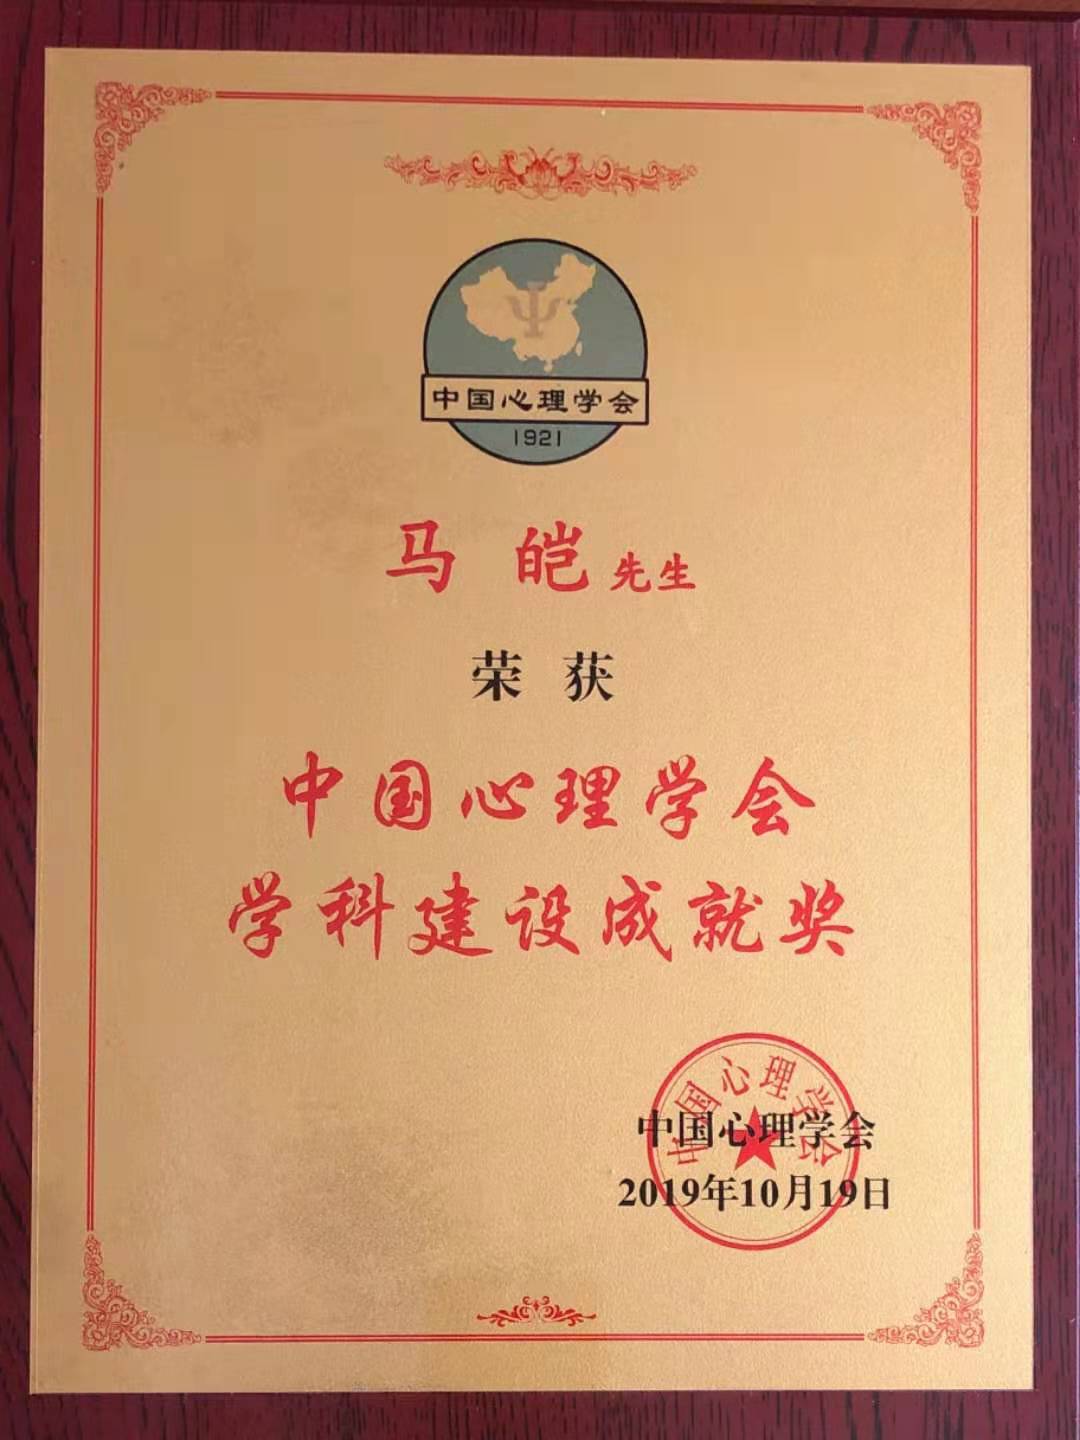 中国心理学会
1921
马 皑 先生
荣 获
中国心理学会
学科建设成就奖
中国心理学会
中国心理学会
2019年10月19日